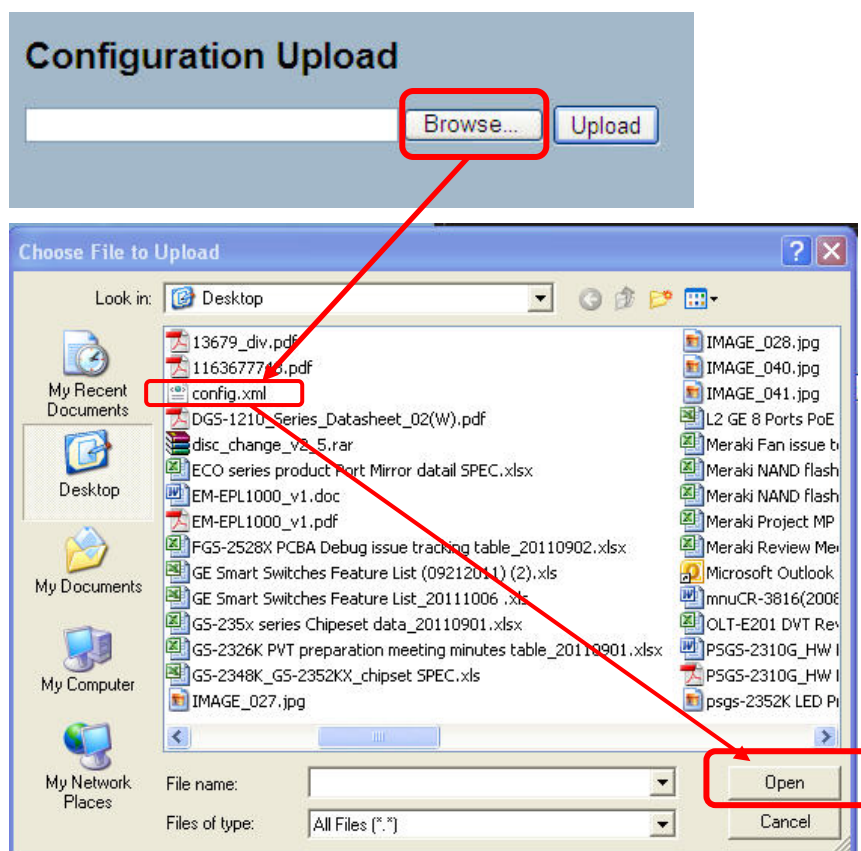 Configuration Upload
Browse... Upload
Choose File to Upload
Look in: Desktop
My Recent Documents
Desktop
My Documents
My Computer
My Network Places
13679_div.pdf
config.xml
DGS-1210_Series_Datasheet_02(W).pdf
disc_change_v2_5.rar
ECO series product Port Mirror datail SPEC.xlsx
EM-EPL1000_v1.doc
EM-EPL1000_v1.pdf
FGS-2528X PCBA Debug issue tracking table_20110902.xlsx
GE Smart Switches Feature List (09212011) (2).xls
GE Smart Switches Feature List_20111006 .xls
GS-235x series Chipeset data_20110901.xlsx
GS-2326K PVT preparation meeting minutes table_20110901.xlsx
GS-2348K_GS-2352KX_chipset SPEC.xls
IMAGE_027.jpg
IMAGE_028.jpg
IMAGE_040.jpg
IMAGE_041.jpg
L2 GE 8 Ports PoE
Meraki Fan issue t
Meraki NAND flash
Meraki NAND flash
Meraki Project MP
Meraki Review Me
Microsoft Outlook
mnuCR-3816(2008
OLT-E201 DVT Rev
PSGS-2310G_HW
PSGS-2310G_HW
psgs-2352K LED P
File name: Open
Files of type: All Files (*.*) Cancel